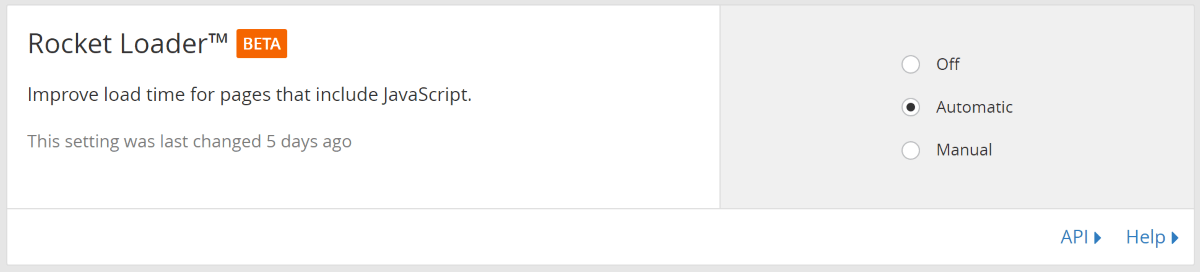 Rocket Loader™ BETA
Improve load time for pages that include JavaScript.
This setting was last changed 5 days ago
Off
Automatic
Manual
API
Help